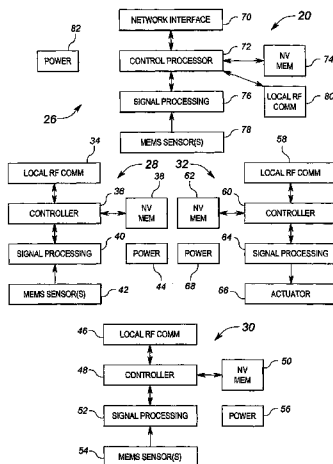 NETWORK INTERFACE
70
20
82
POWER
CONTROL PROCESSOR
72
NV
MEM
74
LOCAL RF
COMM
80
26
SIGNAL PROCESSING
76
MEMS SENSOR(S)
78
34
LOCAL RF COMM
28
38
CONTROLLER
38
NV
MEM
40
SIGNAL PROCESSING
POWER
44
MEMS SENSOR(S)
42
32
58
LOCAL RF COMM
62
NV
MEM
60
CONTROLLER
64
SIGNAL PROCESSING
POWER
68
66
ACTUATOR
46
LOCAL RF COMM
30
48
CONTROLLER
NV
MEM
50
52
SIGNAL PROCESSING
POWER
56
54
MEMS SENSOR(S)